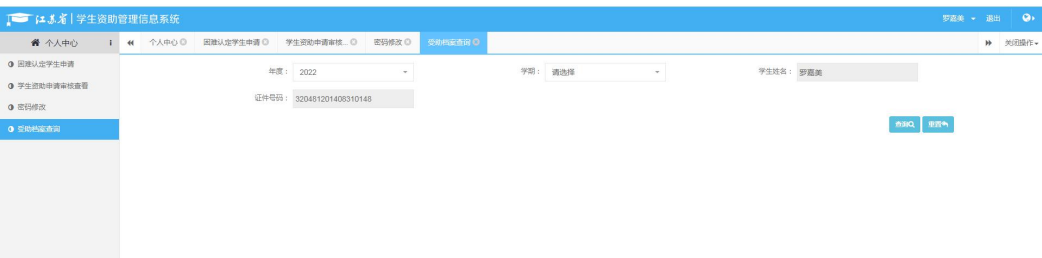 江苏省 | 学生资助管理信息系统 罗嘉美 退出
个人中心 个人中心 困难认定学生申请 学生资助申请审核... 密码修改 受助档案查询 关闭操作
困难认定学生申请
学生资助申请审核查看
密码修改
受助档案查询
年度: 2022 学期: 请选择 学生姓名: 罗嘉美
证件号码: 320481201408310148
查询 重置